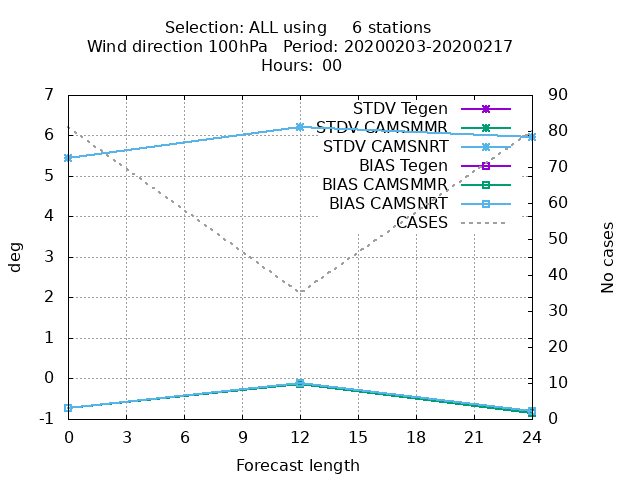 Selection: ALL using     6 stations
Wind direction 100hPa   Period: 20200203-20200217
Hours: 00
STDV Tegen
STDV CAMSMMR
STDV CAMSNRT
BIAS Tegen
BIAS CAMSMMR
BIAS CAMSNRT
CASES
deg
7
6
5
4
3
2
1
0
-1
90
80
70
60
50
40
30
20
10
0
No cases
0 3 6 9 12 15 18 21 24
Forecast length